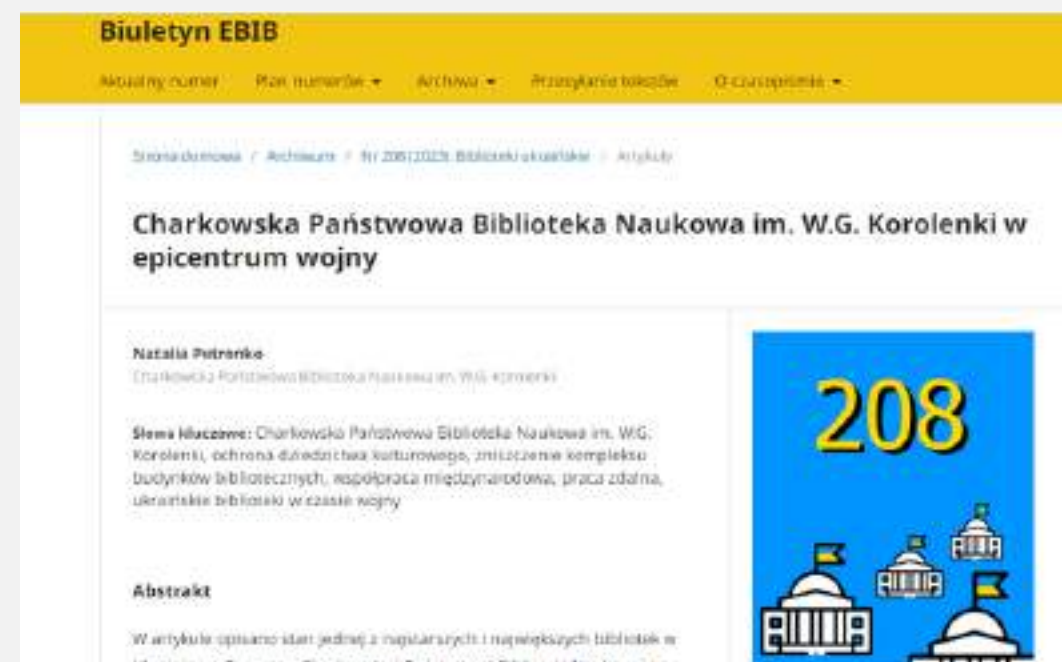 Biuletyn EBIB
Aktualny numer Plan numerów Archiwa Przesyłanie tekstów O czasopiśmie
Strona domowa / Archiwum / Nr 208 (2023): Biblioteki ukraińskie / Artykuły
Charkowska Państwowa Biblioteka Naukowa im. W.G. Korolenki w
epicentrum wojny
Natalia Petrenko
Charkowska Państwowa Biblioteka Naukowa im. W.G. Korolenki
208
Słowa kluczowe: Charkowska Państwowa Biblioteka Naukowa im. W.G.
Korolenki, ochrona dziedzictwa kulturowego, zniszczenie kompleksu
budynków bibliotecznych, współpraca międzynarodowa, praca zdalna,
ukraińskie biblioteki w czasie wojny
Abstrakt
W artykule opisano stan jednej z najstarszych i największych bibliotek w